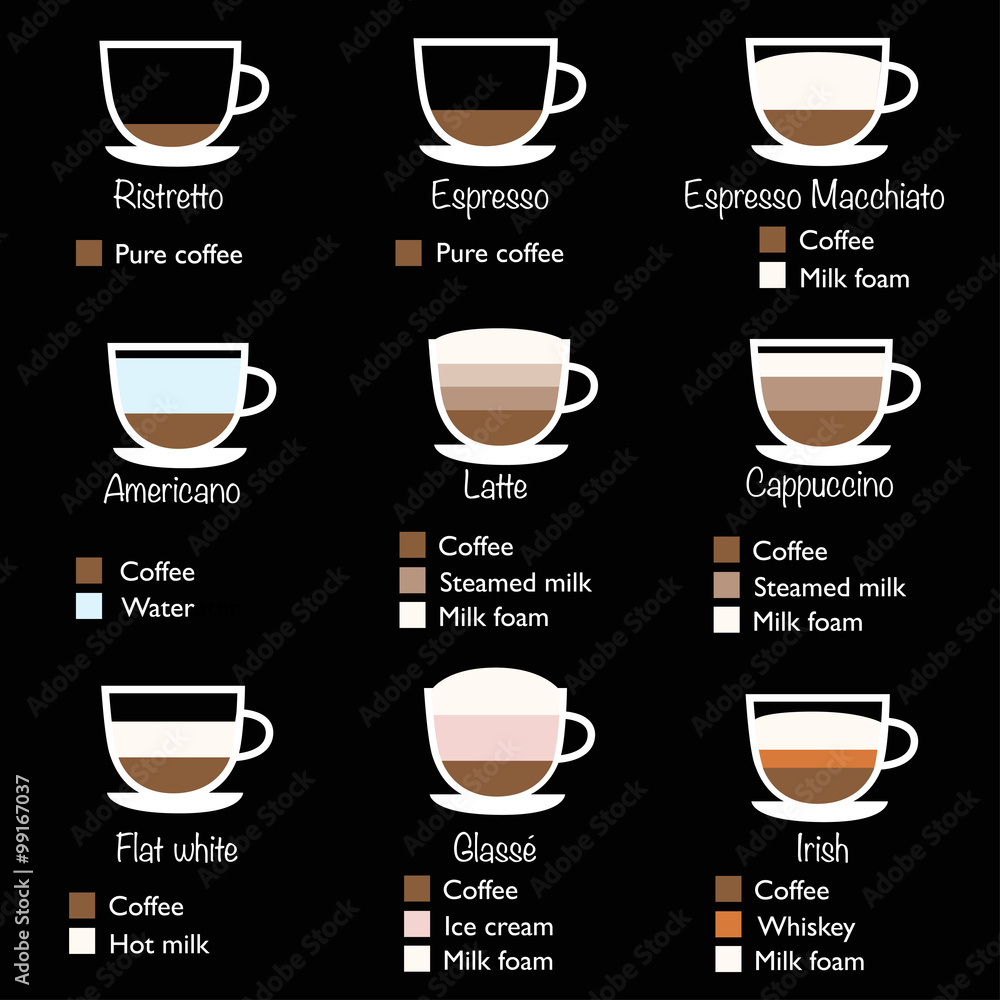 Ristretto
Pure coffee
Espresso
Pure coffee
Espresso Macchiato
Coffee
Milk foam
Americano
Coffee
Water
Latte
Coffee
Steamed milk
Milk foam
Cappuccino
Coffee
Steamed milk
Milk foam
Flat white
Coffee
Hot milk
Glassé
Coffee
Ice cream
Milk foam
Irish
Coffee
Whiskey
Milk foam
Adobe Stock | #99167037
Adobe Stock